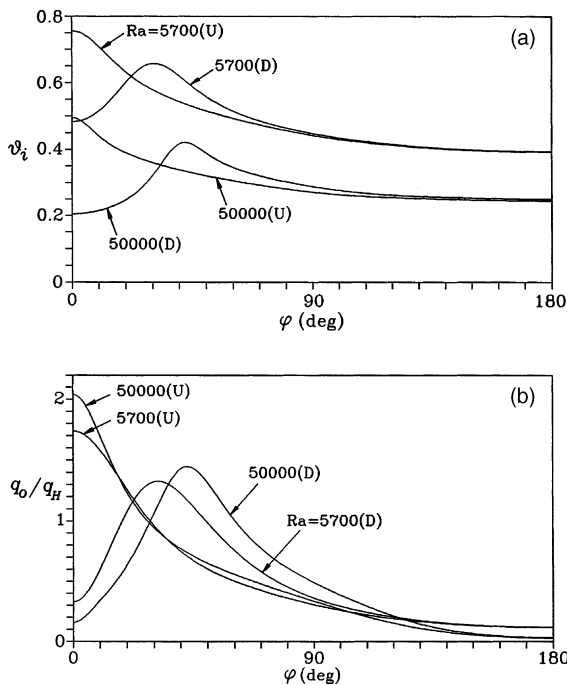 (a)
0.8
Ra=5700(U)
5700(D)
0.6
ϑi
0.4
0.2
50000(D)
50000(U)
0
0
90
180
φ (deg)
(b)
2
50000(U)
5700(U)
qo/qH
50000(D)
1
Ra=5700(D)
0
0
90
180
φ (deg)